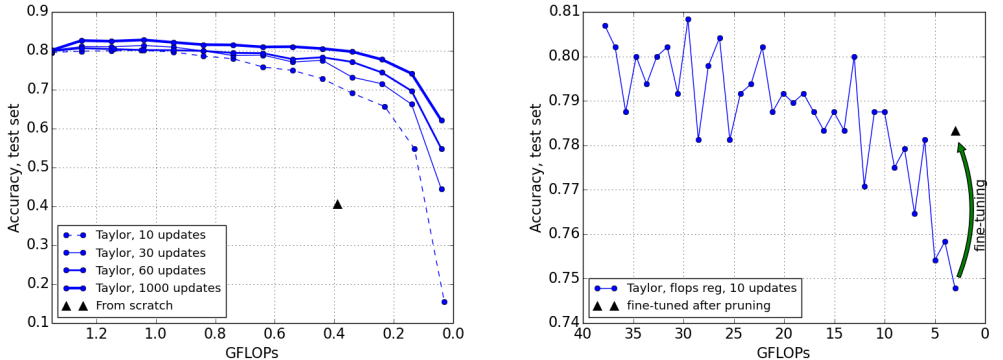 0.9
0.8
0.7
0.6
0.5
0.4
0.3
0.2
0.1
Accuracy, test set
Taylor, 10 updates
Taylor, 30 updates
Taylor, 60 updates
Taylor, 1000 updates
From scratch
1.2 1.0 0.8 0.6 0.4 0.2 0.0
GFLOPs
0.81
0.80
0.79
0.78
0.77
0.76
0.75
0.74
Accuracy, test set
fine-tuning
Taylor, flops reg, 10 updates
fine-tuned after pruning
40 35 30 25 20 15 10 5 0
GFLOPs